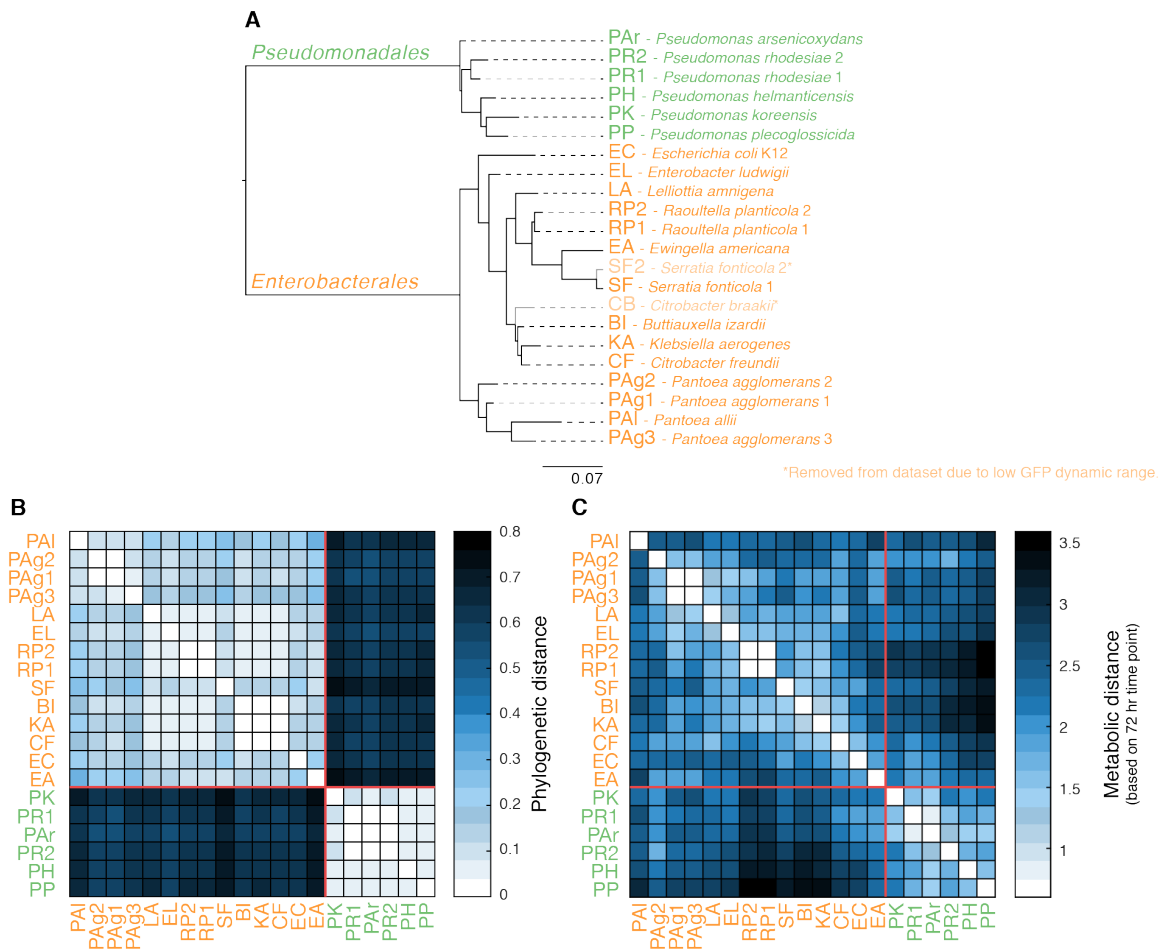 A
Pseudomonadales
PAr - Pseudomonas arsenicoxydans
PR2 - Pseudomonas rhodesiae 2
PR1 - Pseudomonas rhodesiae 1
PH - Pseudomonas helmanticensis
PK - Pseudomonas koreensis
PP - Pseudomonas plecoglossicida
EC - Escherichia coli K12
EL - Enterobacter ludwigii
LA - Lelliottia amnigena
RP2 - Raoultella planticola 2
RP1 - Raoultella planticola 1
EA - Ewingella americana
SF2 - Serratia fonticola 2*
Enterobacterales
SF - Serratia fonticola 1
CB - Citrobacter braakii*
BI - Buttiauxella izardii
KA - Klebsiella aerogenes
CF - Citrobacter freundii
PAg2 - Pantoea agglomerans 2
PAg1 - Pantoea agglomerans 1
PAl - Pantoea allii
PAg3 - Pantoea agglomerans 3
0.07
*Removed from dataset due to low GFP dynamic range.
B
PAl
PAg2
PAg1
PAg3
LA
EL
RP2
RP1
SF
BI
KA
CF
EC
EA
PK
PR1
PAr
PR2
PH
PP
PAl PAg2 PAg1 PAg3 LA EL RP2 RP1 SF BI KA CF EC EA PK PR1 PAr PR2 PH PP
0.8
0.7
0.6
0.5
0.4
0.3
0.2
0.1
0
Phylogenetic distance
C
PAl
PAg2
PAg1
PAg3
LA
EL
RP2
RP1
SF
BI
KA
CF
EC
EA
PK
PR1
PAr
PR2
PH
PP
PAl PAg2 PAg1 PAg3 LA EL RP2 RP1 SF BI KA CF EC EA PK PR1 PAr PR2 PH PP
3.5
3
2.5
2
1.5
1
Metabolic distance
(based on 72 hr time point)